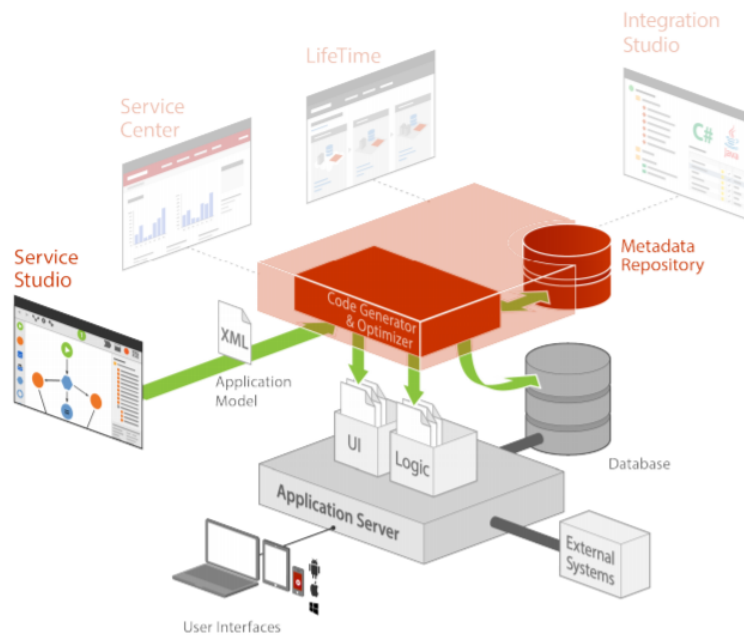 Integration
Studio
LifeTime
Service
Center
C#
Java
Metadata
Repository
Service
Studio
Code Generator
& Optimizer
XML
Application
Model
UI
Logic
Database
Application Server
External
Systems
User Interfaces